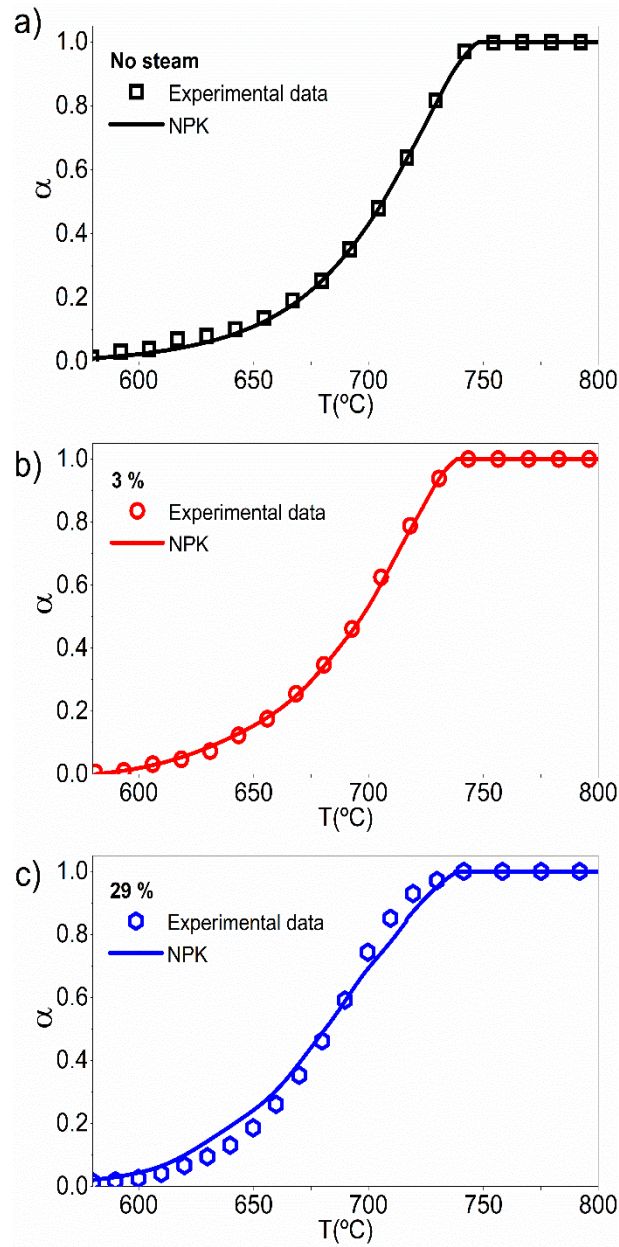 a)
1.0
No steam
Experimental data
0.8
NPK
0.6
α
0.4
0.2
0.0
600 650 700 750 800
T(ºC)
b)
1.0
3 %
Experimental data
0.8
NPK
0.6
α
0.4
0.2
0.0
600 650 700 750 800
T(ºC)
c)
1.0
29 %
Experimental data
0.8
NPK
0.6
α
0.4
0.2
0.0
600 650 700 750 800
T(ºC)